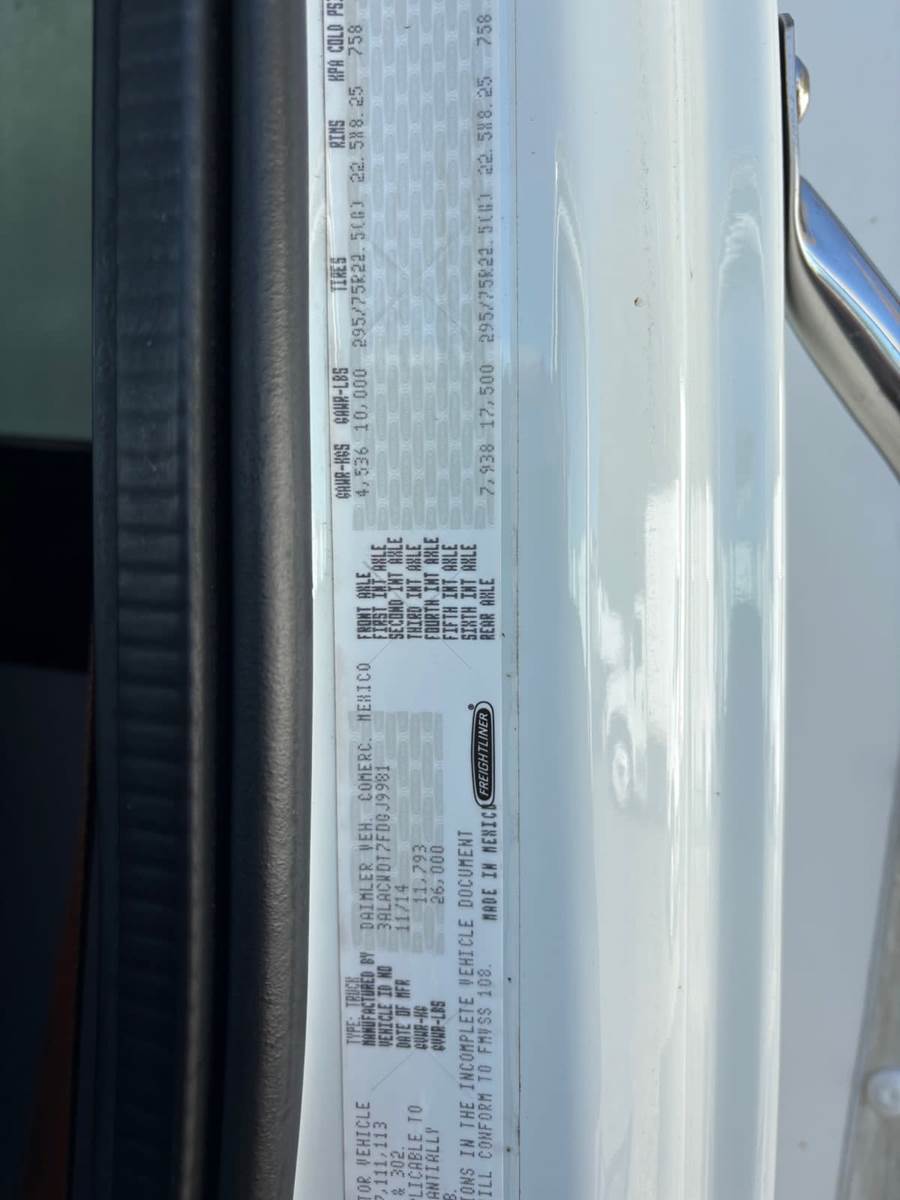 TOR VEHICLE
7,111,113
& 302.
LICABLE TO
ANTIALLY
B.
IONS IN THE INCOMPLETE VEHICLE DOCUMENT
ILL CONFORM TO FMVSS 108.
TYPE: TRUCK
MANUFACTURED BY DAIMLER VEH. COMERC. MEXICO
VEHICLE ID NO 3ALACWDT7FDGJ9981
DATE OF MFR 11/14
GVWR-KG 11,793
GVWR-LBS 26,000
MADE IN MEXICO
FREIGHTLINER®
GAWR-KGS GAWR-LBS TIRES RIMS KPA COLD PSI
FRONT AXLE 4,536 10,000 295/75R22.5(G) 22.5X8.25 758
FIRST INT AXLE
SECOND INT AXLE
THIRD INT AXLE
FOURTH INT AXLE
FIFTH INT AXLE
SIXTH INT AXLE
REAR AXLE 7,938 17,500 295/75R22.5(G) 22.5X8.25 758